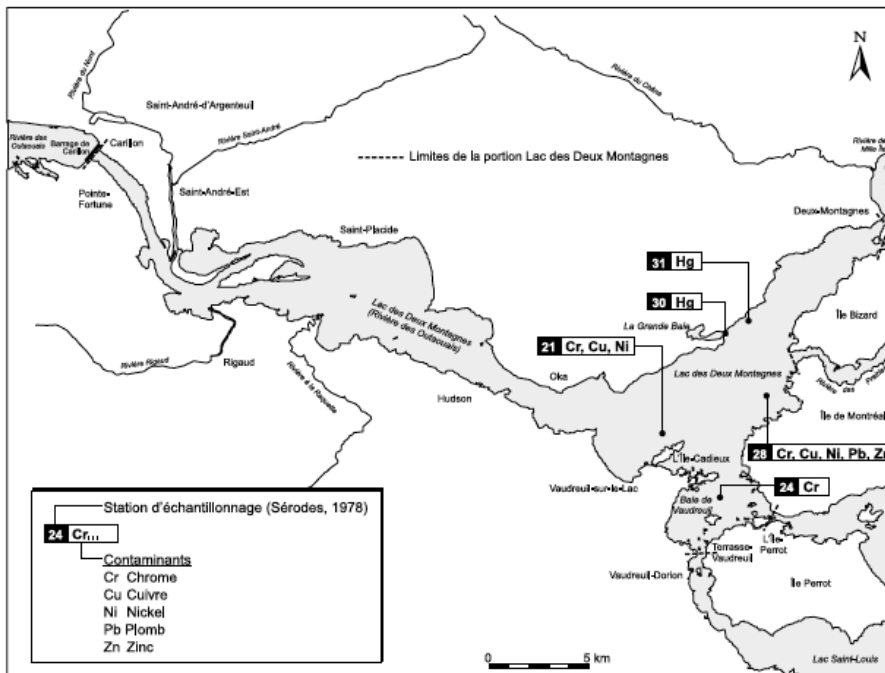 N
Rivière du Nord
Rivière du Chêne
Saint-André-d'Argenteuil
Rivière Saint-André
Rivière des
Outaouais
Barrage de
Carillon
Carillon
Limites de la portion Lac des Deux Montagnes
Rivière de
Mille Îl
Pointe-
Fortune
Saint-André-Est
Deux-Montagnes
Saint-Placide
31 Hg
30 Hg
La Grande Baie
Île Bizard
Lac des Deux Montagnes
(Rivière des Outaouais)
21 Cr, Cu, Ni
Rivière Rigaud
Rigaud
Rivière à la Raquette
Oka
Lac des Deux Montagnes
Rivière des Prairie
Hudson
Île de Montréal
28 Cr, Cu, Ni, Pb, Zn
L'Île-Cadieux
Vaudreuil-sur-le-Lac
24 Cr
Baie de
Vaudreuil
Terrasse-
Vaudreuil
L'Île-
Perrot
Vaudreuil-Dorion
Île Perrot
Lac Saint-Louis
Station d'échantillonnage (Sérodes, 1978)
24 Cr...
Contaminants
Cr Chrome
Cu Cuivre
Ni Nickel
Pb Plomb
Zn Zinc
0 5 km